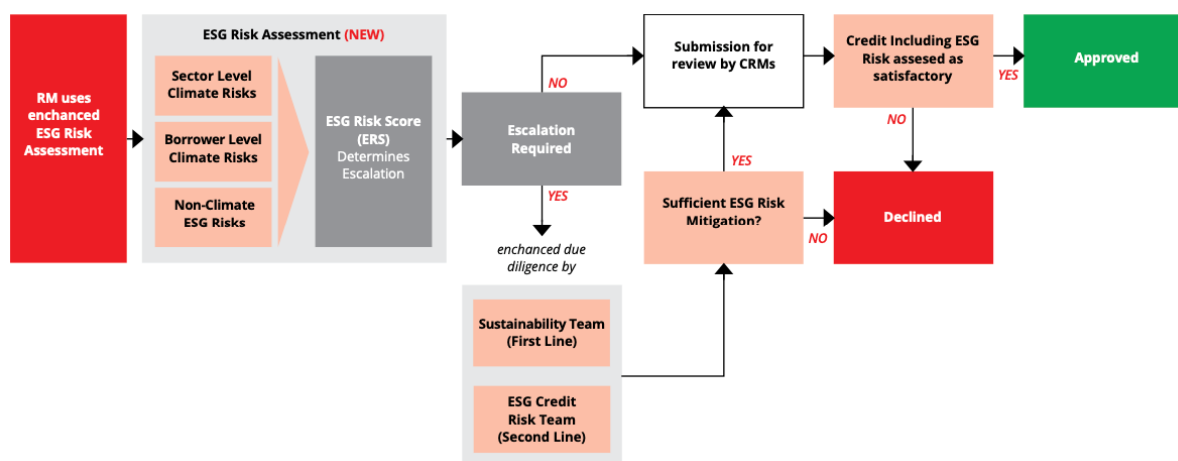 RM uses
enchanced
ESG Risk
Assessment
ESG Risk Assessment (NEW)
Sector Level
Climate Risks
Borrower Level
Climate Risks
Non-Climate
ESG Risks
ESG Risk Score
(ERS)
Determines
Escalation
Escalation
Required
NO
YES
enchanced due
diligence by
Sustainability Team
(First Line)
ESG Credit
Risk Team
(Second Line)
Submission for
review by CRMs
YES
Sufficient ESG Risk
Mitigation?
NO
Credit Including ESG
Risk assesed as
satisfactory
YES
NO
Approved
Declined